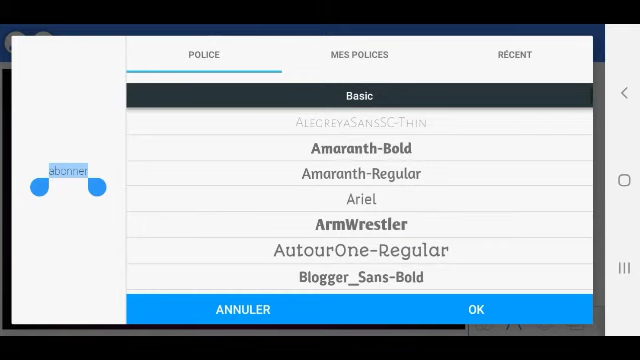 POLICE MES POLICES RÉCENT
Basic
AlegreyaSansSC-Thin
Amaranth-Bold
abonner
Amaranth-Regular
Ariel
ArmWrestler
AutourOne-Regular
Blogger_Sans-Bold
ANNULER OK